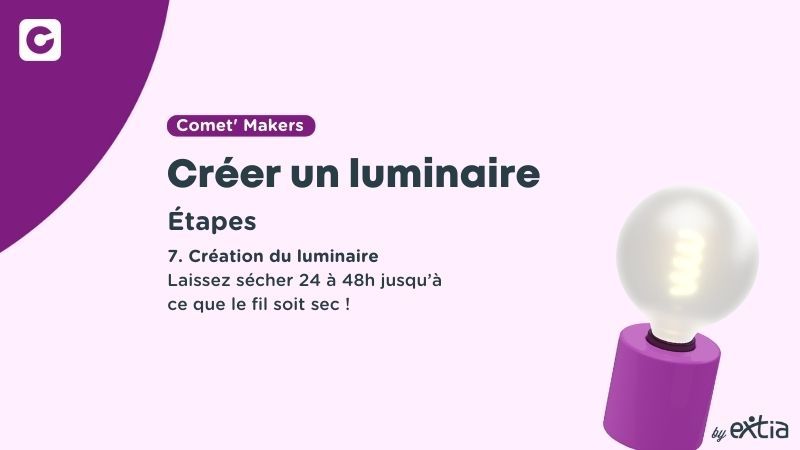 Comet' Makers
Créer un luminaire
Étapes
7. Création du luminaire
Laissez sécher 24 à 48h jusqu’à
ce que le fil soit sec !
by extia